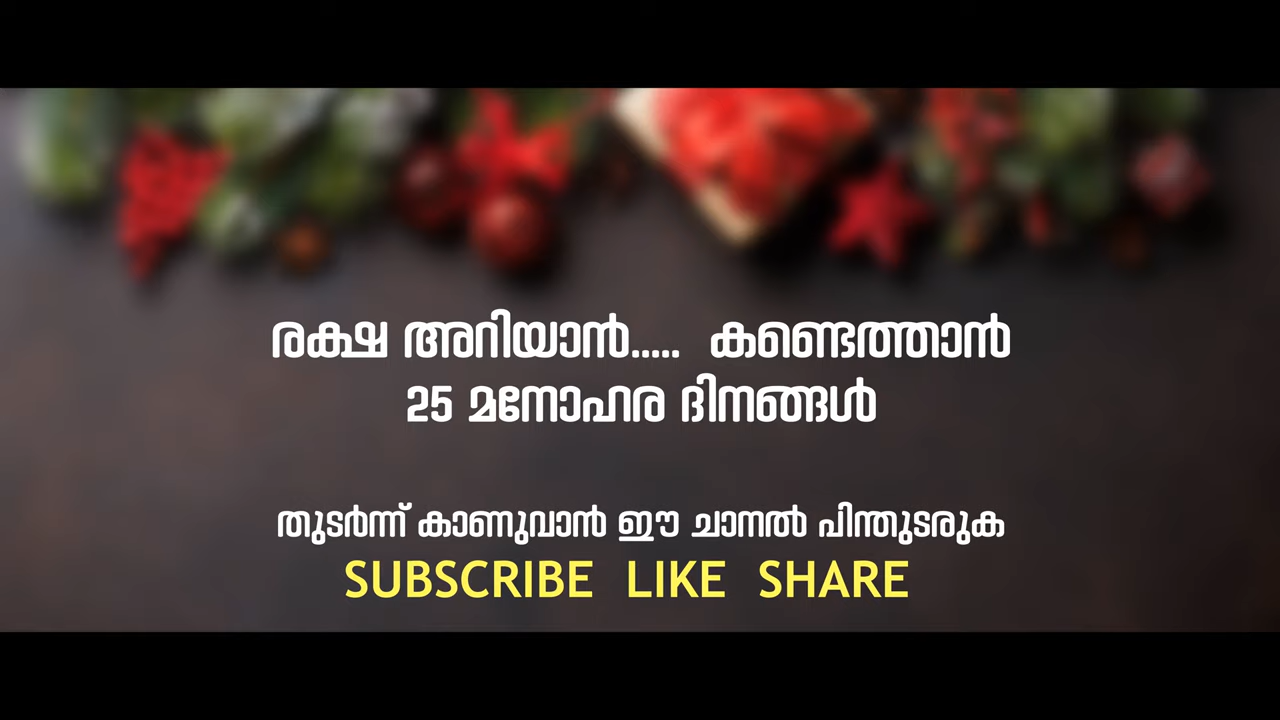 രക്ഷ അറിയാൻ..... കണ്ടെത്താൻ
25 മനോഹര ദിനങ്ങൾ
തുടർന്ന് കാണുവാൻ ഈ ചാനൽ പിന്തുടരുക
SUBSCRIBE LIKE SHARE